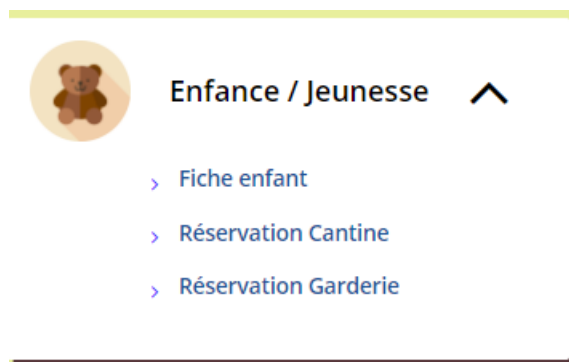 Enfance / Jeunesse
Fiche enfant
Réservation Cantine
Réservation Garderie